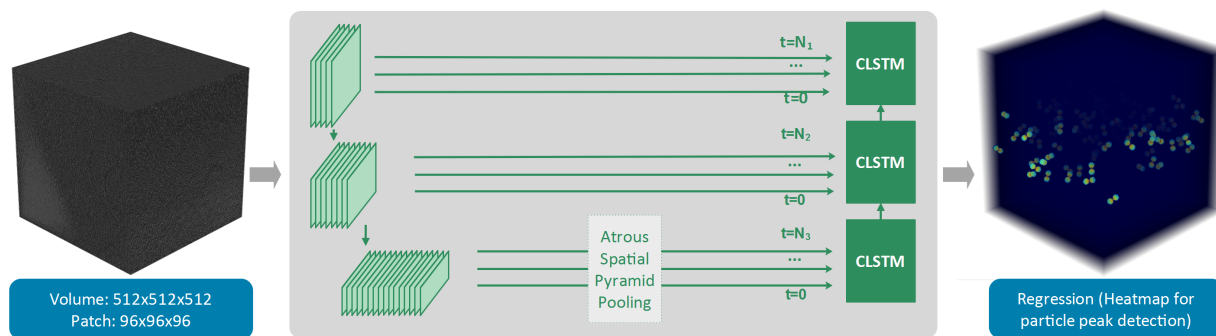 t=N1
...
t=0
CLSTM
t=N2
...
t=0
CLSTM
Atrous
Spatial
Pyramid
Pooling
t=N3
...
t=0
CLSTM
Volume: 512x512x512
Patch: 96x96x96
Regression (Heatmap for
particle peak detection)